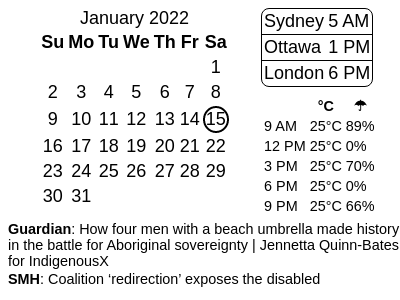 January 2022
Su Mo Tu We Th Fr Sa
1
2 3 4 5 6 7 8
9 10 11 12 13 14 15
16 17 18 19 20 21 22
23 24 25 26 27 28 29
30 31
Sydney 5 AM
Ottawa 1 PM
London 6 PM
°C ☂
9 AM 25°C 89%
12 PM 25°C 0%
3 PM 25°C 70%
6 PM 25°C 0%
9 PM 25°C 66%
Guardian: How four men with a beach umbrella made history
in the battle for Aboriginal sovereignty | Jennetta Quinn-Bates
for IndigenousX
SMH: Coalition ‘redirection’ exposes the disabled